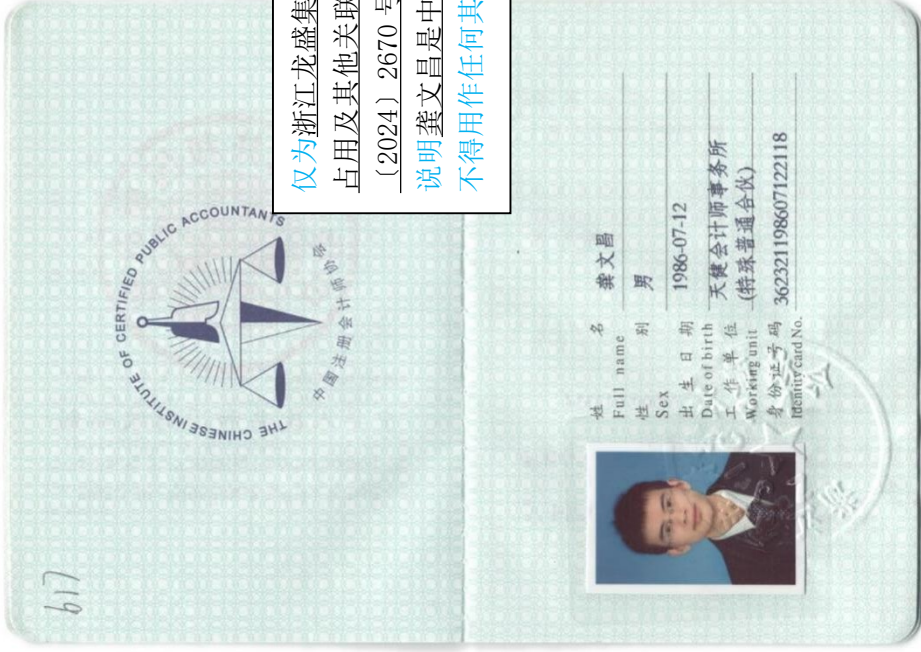 617
THE CHINESE INSTITUTE OF CERTIFIED PUBLIC ACCOUNTANTS
中国注册会计师协会
仅为浙江龙盛集
占用及其他关联
〔2024〕2670 号
说明龚文昌是中
不得用作任何其
姓 名 龚文昌
Full name
性 别 男
Sex
出 生 日 期 1986-07-12
Date of birth
工 作 单 位 天健会计师事务所
Working unit (特殊普通合伙)
身 份 证 号 码 362321198607122118
Identity card No.